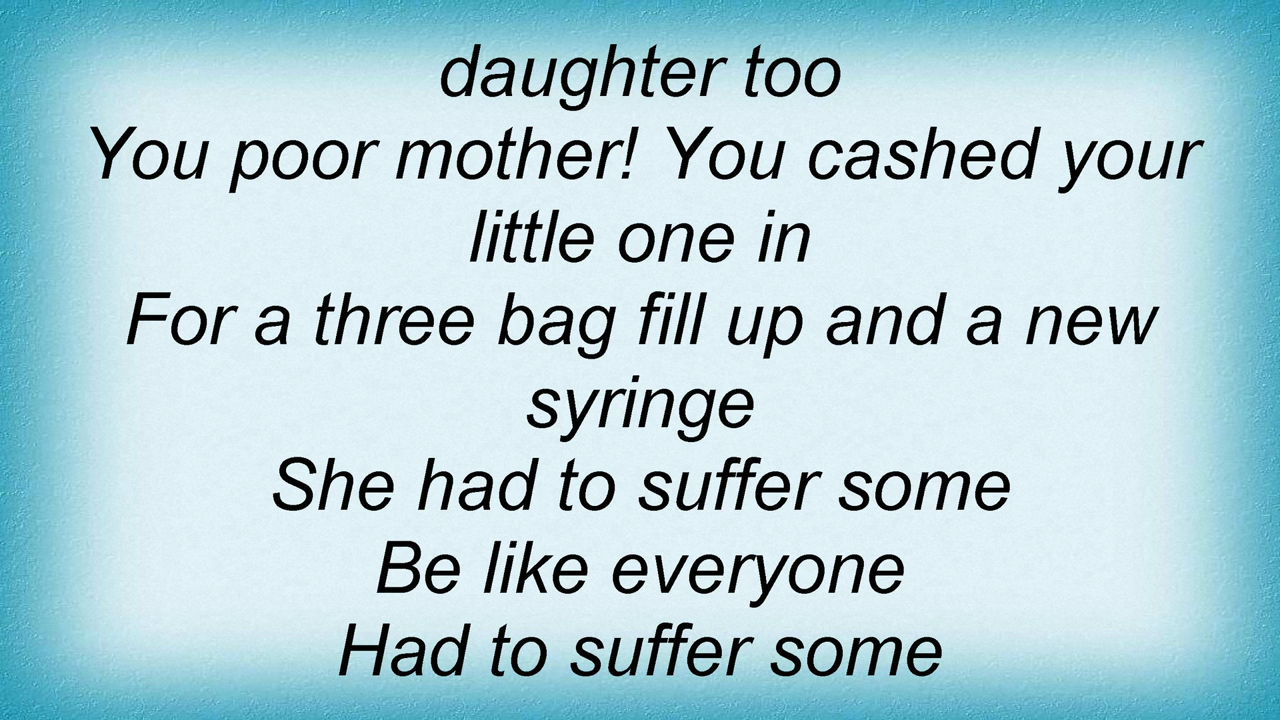 daughter too
You poor mother! You cashed your
little one in
For a three bag fill up and a new
syringe
She had to suffer some
Be like everyone
Had to suffer some